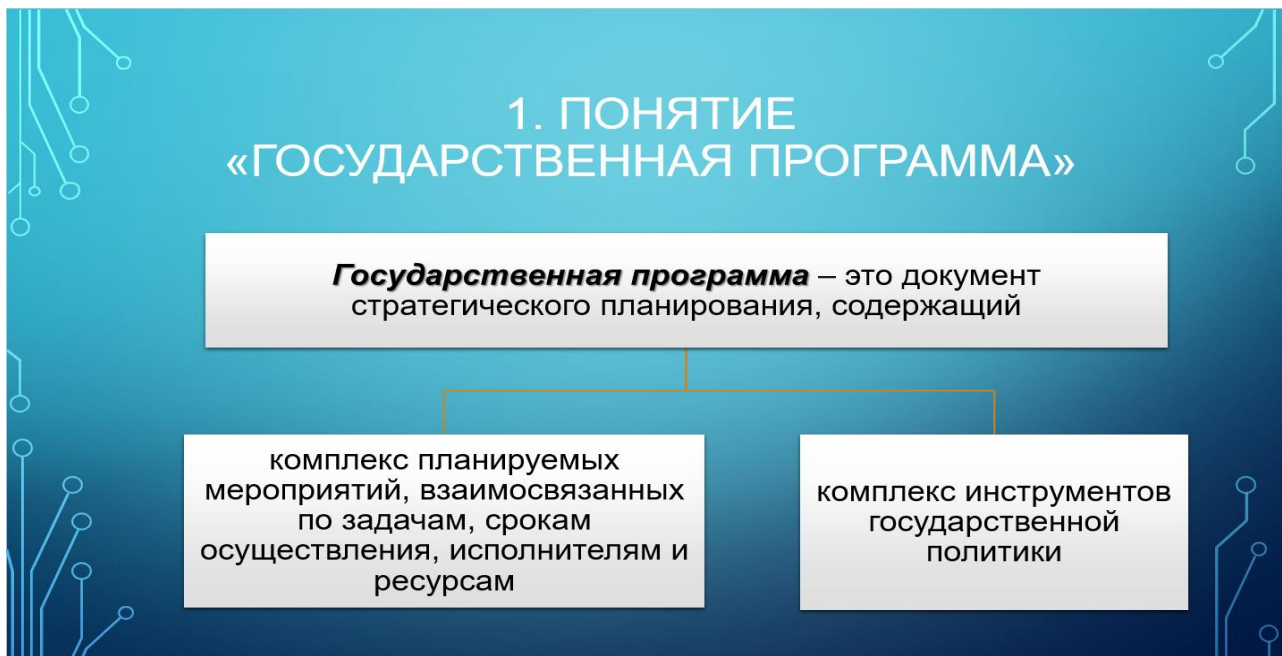 1. ПОНЯТИЕ
«ГОСУДАРСТВЕННАЯ ПРОГРАММА»
Государственная программа – это документ
стратегического планирования, содержащий
комплекс планируемых
мероприятий, взаимосвязанных
по задачам, срокам
осуществления, исполнителям и
ресурсам
комплекс инструментов
государственной
политики